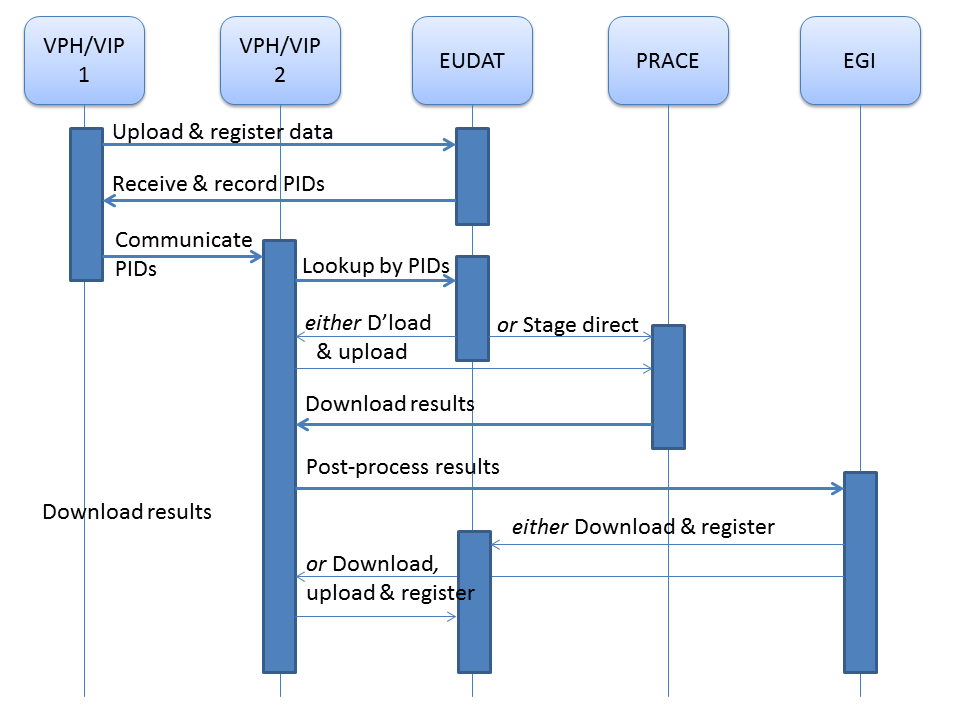 VPH/VIP
1
VPH/VIP
2
EUDAT
PRACE
EGI
Upload & register data
Receive & record PIDs
Communicate
PIDs
Lookup by PIDs
either D’load
& upload
or Stage direct
Download results
Post-process results
Download results
either Download & register
or Download,
upload & register